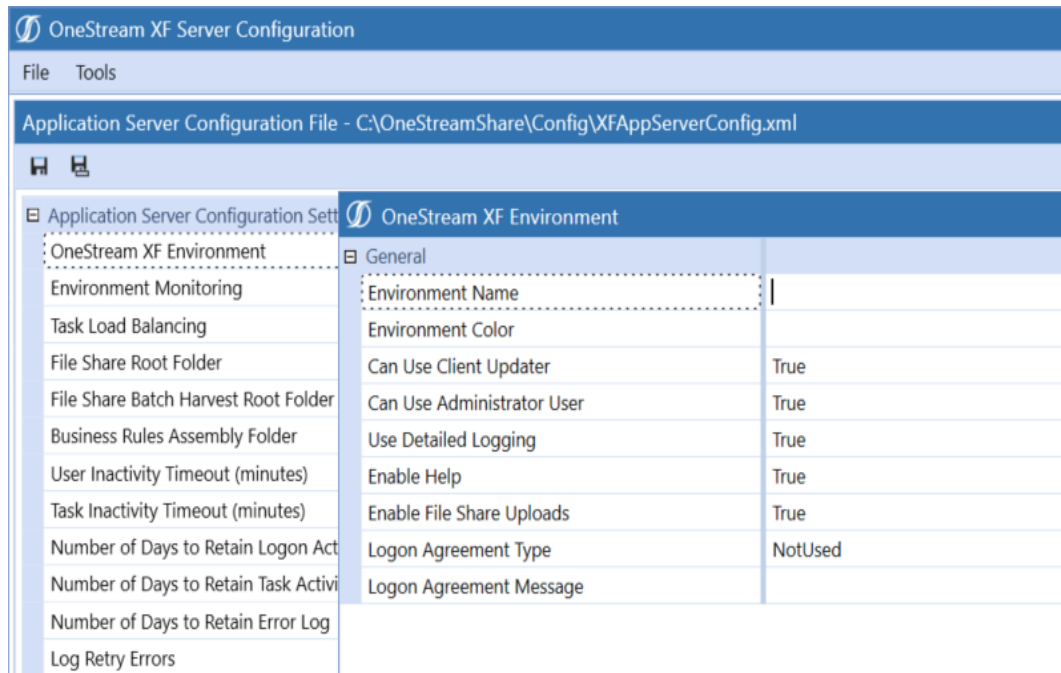 OneStream XF Server Configuration
File Tools
Application Server Configuration File - C:\OneStreamShare\Config\XFAppServerConfig.xml
Application Server Configuration Sett
OneStream XF Environment
Environment Monitoring
Task Load Balancing
File Share Root Folder
File Share Batch Harvest Root Folder
Business Rules Assembly Folder
User Inactivity Timeout (minutes)
Task Inactivity Timeout (minutes)
Number of Days to Retain Logon Act
Number of Days to Retain Task Activi
Number of Days to Retain Error Log
Log Retry Errors
OneStream XF Environment
General
Environment Name
Environment Color
Can Use Client Updater True
Can Use Administrator User True
Use Detailed Logging True
Enable Help True
Enable File Share Uploads True
Logon Agreement Type NotUsed
Logon Agreement Message